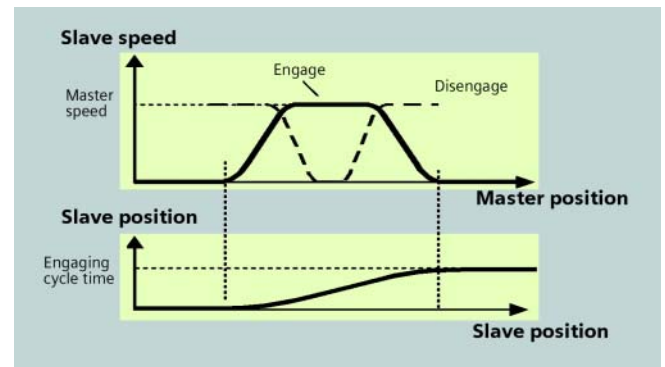 Slave speed
Engage
Disengage
Master
speed
Master position
Slave position
Engaging
cycle time
Slave position